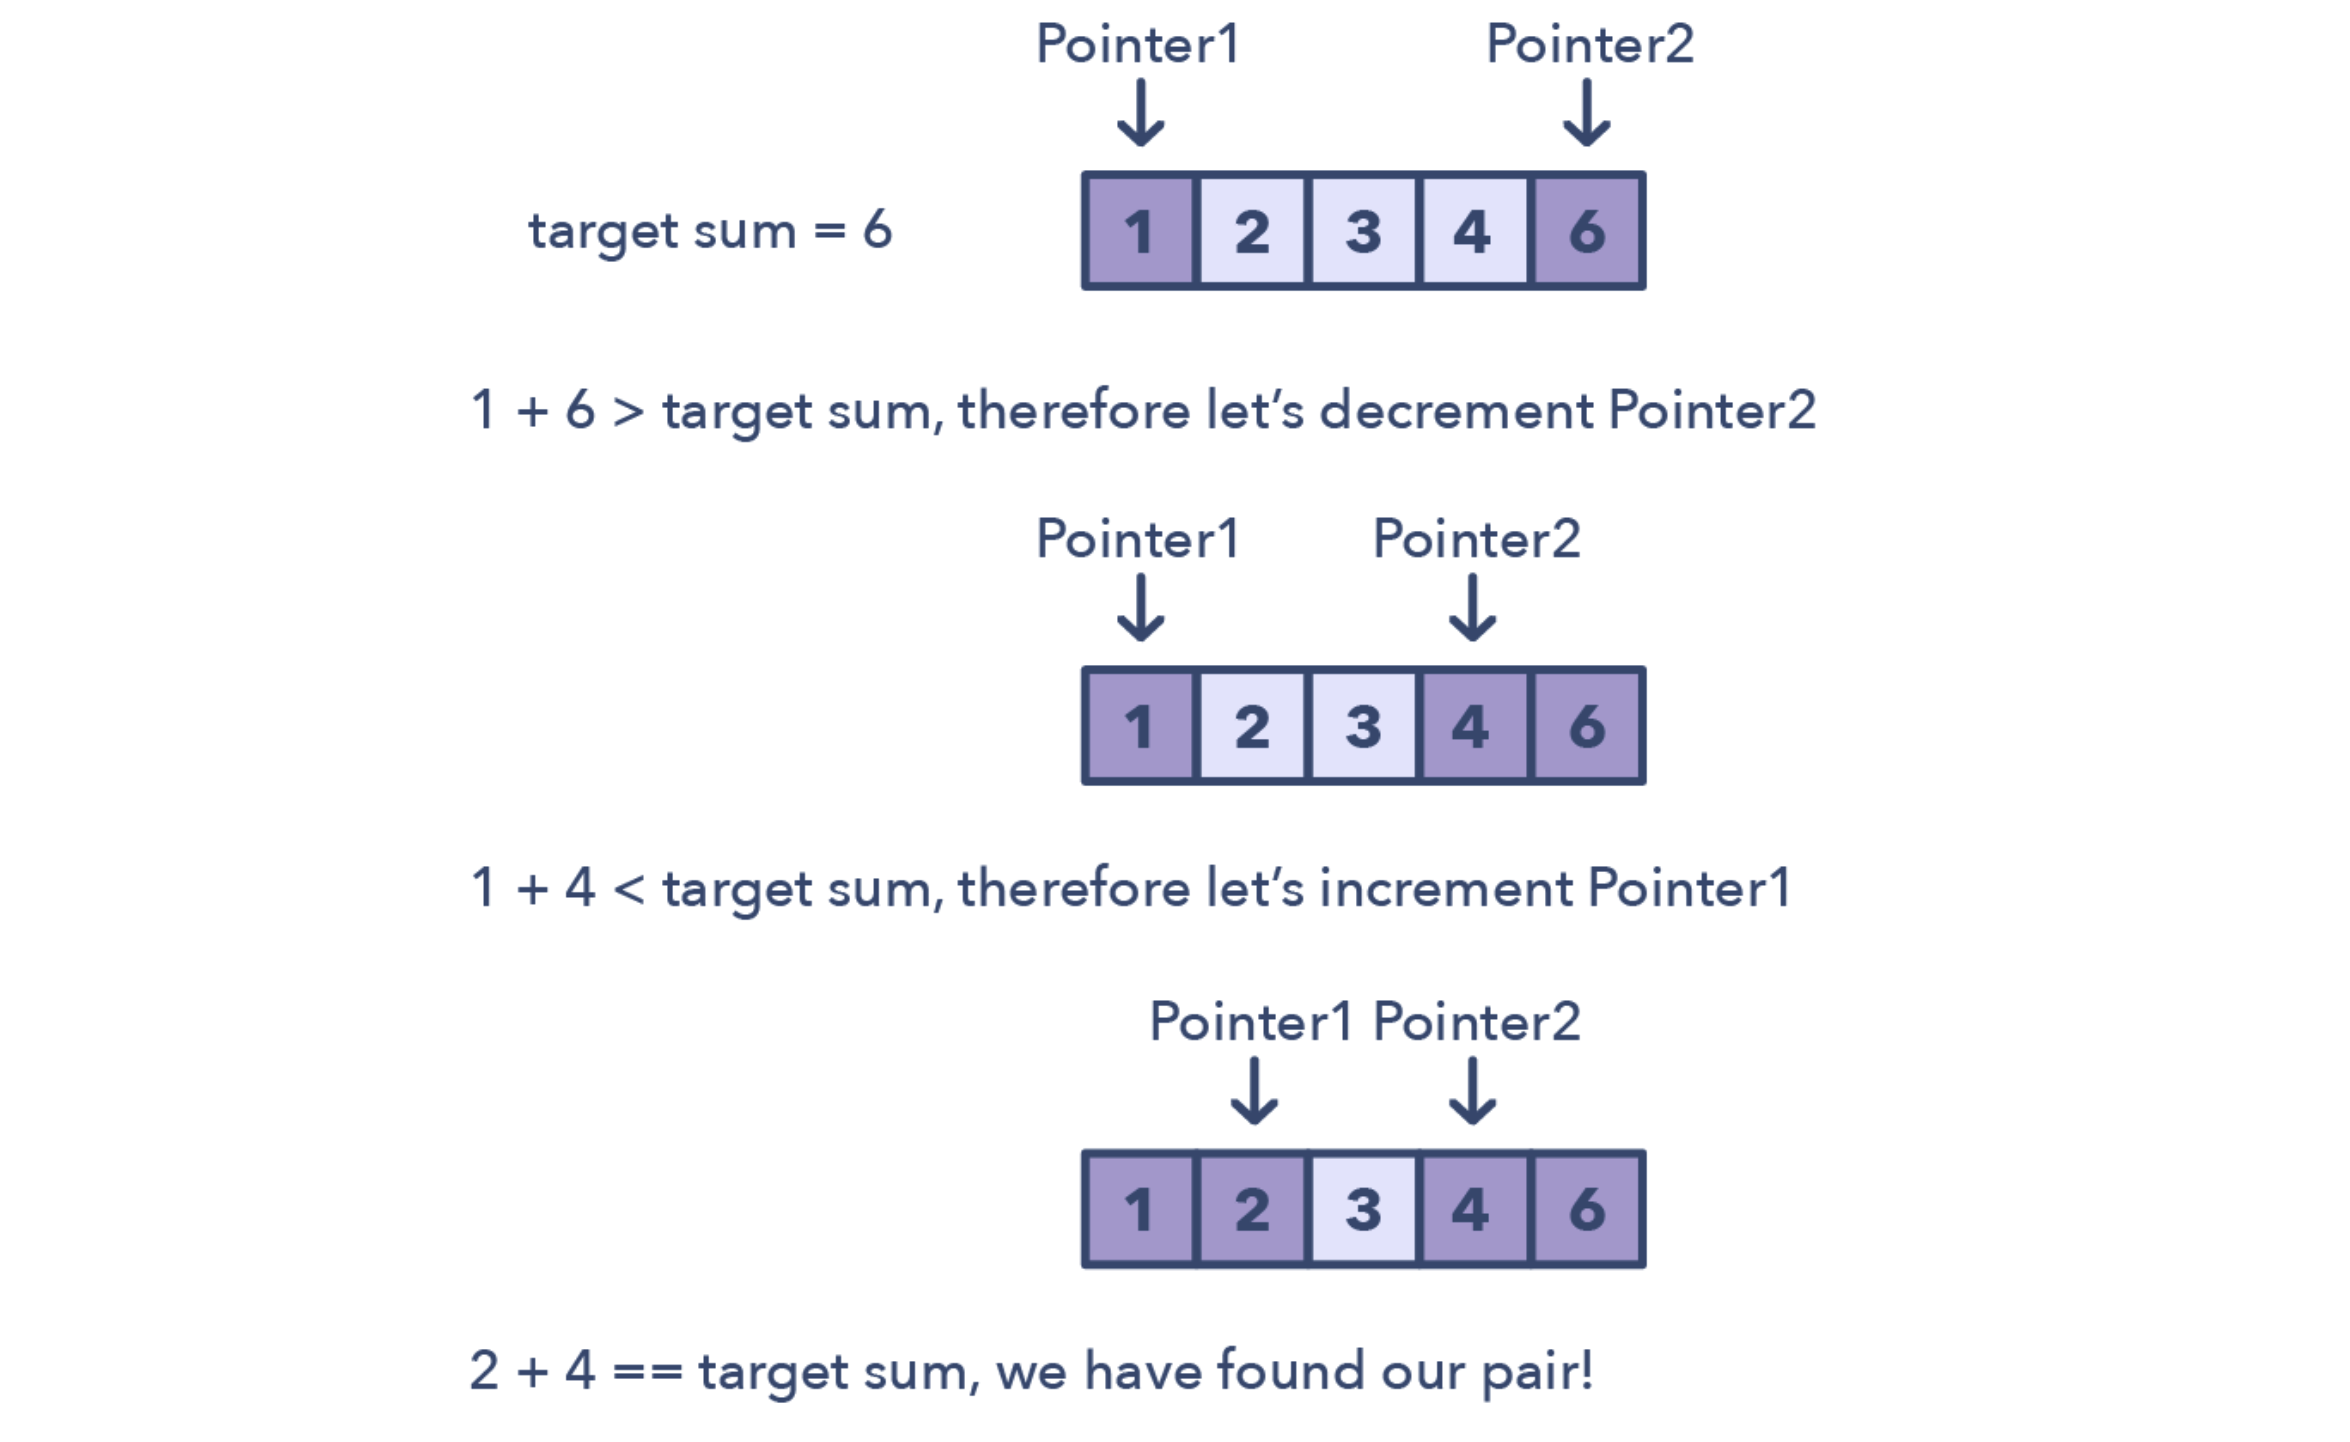 Pointer1 Pointer2
target sum = 6 1 2 3 4 6
1 + 6 > target sum, therefore let’s decrement Pointer2
Pointer1 Pointer2
1 2 3 4 6
1 + 4 < target sum, therefore let’s increment Pointer1
Pointer1 Pointer2
1 2 3 4 6
2 + 4 == target sum, we have found our pair!